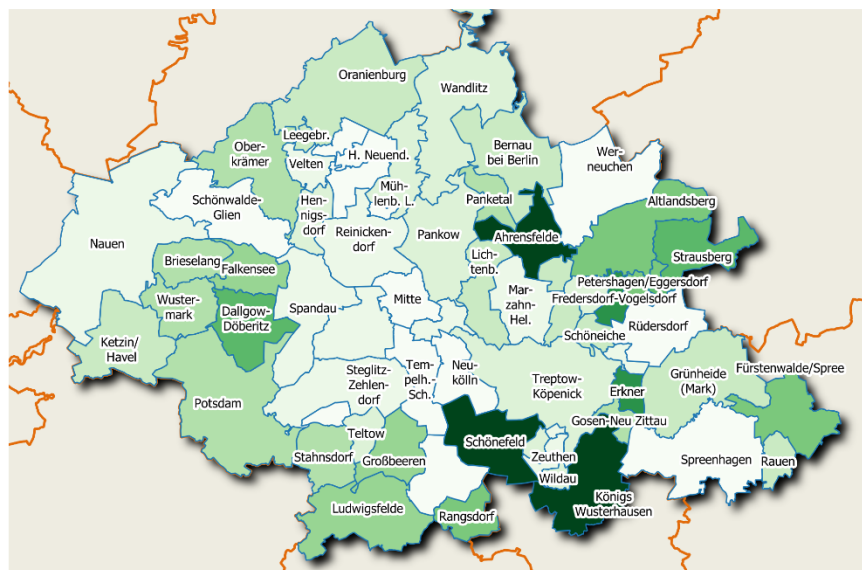 Oranienburg
Wandlitz
Leegebr.
Ober-
krämer
Velten
H. Neuend.
Bernau
bei Berlin
Wer-
neuchen
Schönwalde-
Glien
Hen-
nigs-
dorf
Müh-
lenb. L.
Panketal
Altlandsberg
Nauen
Reinicken-
dorf
Pankow
Ahrensfelde
Strausberg
Brieselang
Falkensee
Lich-
tenb.
Petershagen/Eggersdorf
Fredersdorf-Vogelsdorf
Wuster-
mark
Dallgow-
Döberitz
Spandau
Mitte
Mar-
zahn-
Hel.
Rüdersdorf
Schöneiche
Ketzin/
Havel
Steglitz-
Zehlen-
dorf
Tem-
pelh.-
Sch.
Neu-
kölln
Treptow-
Köpenick
Grünheide
(Mark)
Fürstenwalde/Spree
Erkner
Potsdam
Gosen-Neu Zittau
Teltow
Schönefeld
Stahnsdorf
Großbeeren
Zeuthen
Spreenhagen
Rauen
Wildau
Königs
Wusterhausen
Ludwigsfelde
Rangsdorf